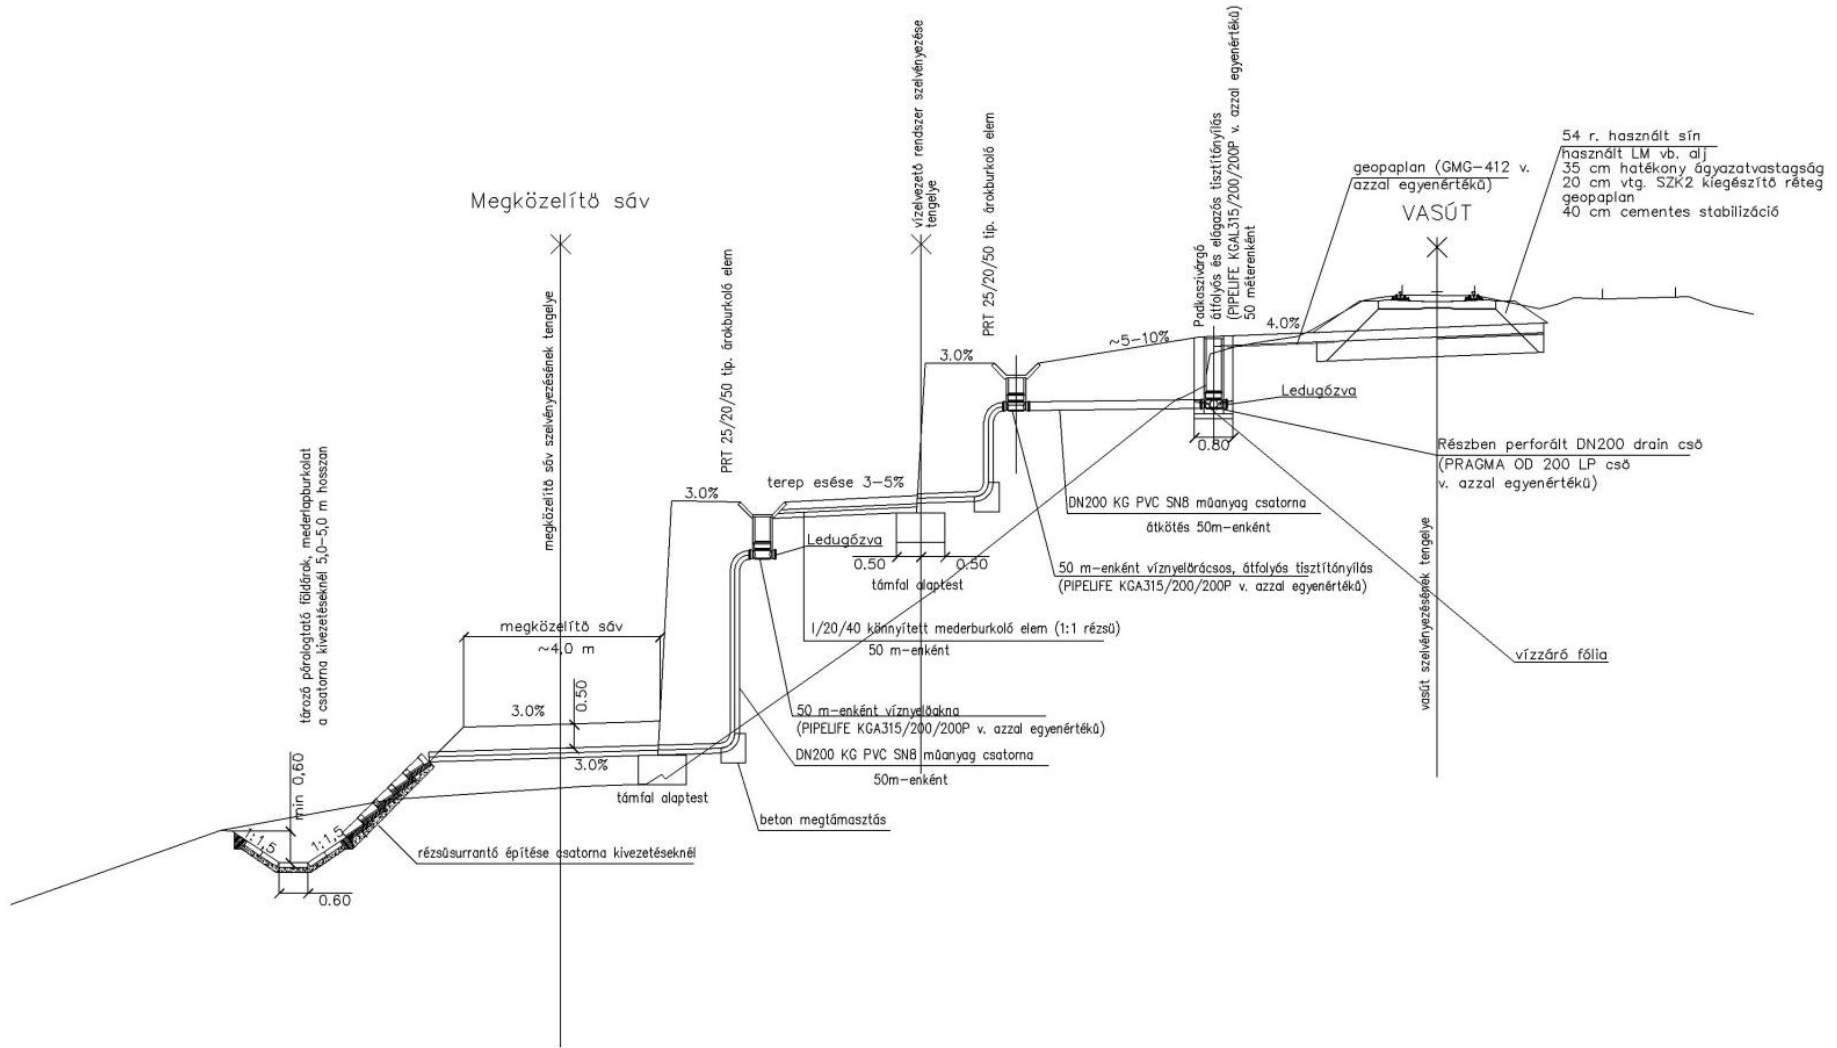 Megközelítő sáv
megközelítő sáv szelvényezésének tengelye
tározó párologtató földárok, mederlapburkolat
a csatorna kivezetéseknél 5,0-5,0 m hosszan
min 0,60
1:1,5
1:1,5
0.60
rézsüsurrantó építése csatorna kivezetéseknél
megközelítő sáv
~4,0 m
3.0%
0.50
3.0%
támfal alaptest
beton megtámasztás
PRT 25/20/50 tip. árokburkoló elem
3.0%
terep esése 3-5%
Ledugózva
I/20/40 könnyített mederburkoló elem (1:1 rézsü)
50 m-enként
50 m-enként víznyelőakna
(PIPELIFE KGA315/200/200P v. azzal egyenértékű)
DN200 KG PVC SN8 műanyag csatorna
50m-enként
vízelvezető rendszer szelvényezése
tengelye
0.50
0.50
támfal alaptest
PRT 25/20/50 tip. árokburkoló elem
3.0%
~5-10%
DN200 KG PVC SN8 műanyag csatorna
átkötés 50m-enként
50 m-enként víznyelőrácsos, átfolyós tisztítónyílás
(PIPELIFE KGA315/200/200P v. azzal egyenértékű)
Padkaszivárgó
átfolyós és elágazós tisztítónyílás
(PIPELIFE KGAL315/200/200P v. azzal egyenértékű)
50 méterenként
4.0%
0.80
Ledugózva
Részben perforált DN200 drain cső
(PRAGMA OD 200 LP cső
v. azzal egyenértékű)
vízzáró fólia
geopaplan (GMG-412 v.
azzal egyenértékű)
VASÚT
vasút szelvényezésének tengelye
54 r. használt sín
használt LM vb. alj
35 cm hatékony ágyazatvastagság
20 cm vtg. SZK2 kiegészítő réteg
geopaplan
40 cm cementes stabilizáció